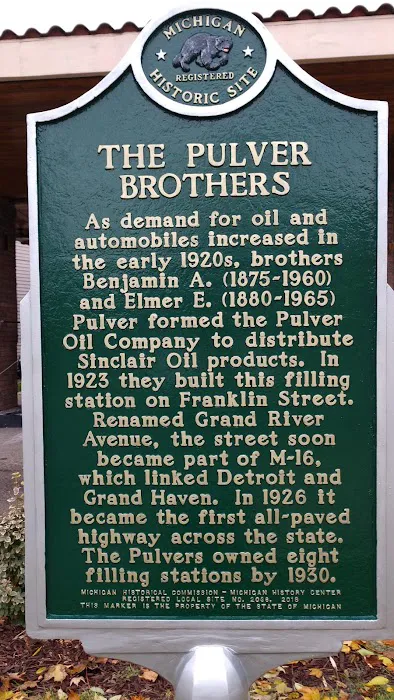 MICHIGAN
REGISTERED
HISTORIC SITE
THE PULVER
BROTHERS
As demand for oil and
automobiles increased in
the early 1920s, brothers
Benjamin A. (1875-1960)
and Elmer E. (1880-1965)
Pulver formed the Pulver
Oil Company to distribute
Sinclair Oil products. In
1923 they built this filling
station on Franklin Street.
Renamed Grand River
Avenue, the street soon
became part of M-16,
which linked Detroit and
Grand Haven. In 1926 it
became the first all-paved
highway across the state.
The Pulvers owned eight
filling stations by 1930.
MICHIGAN HISTORICAL COMMISSION - MICHIGAN HISTORY CENTER
REGISTERED LOCAL SITE NO. 2068. 2018
THIS MARKER IS THE PROPERTY OF THE STATE OF MICHIGAN